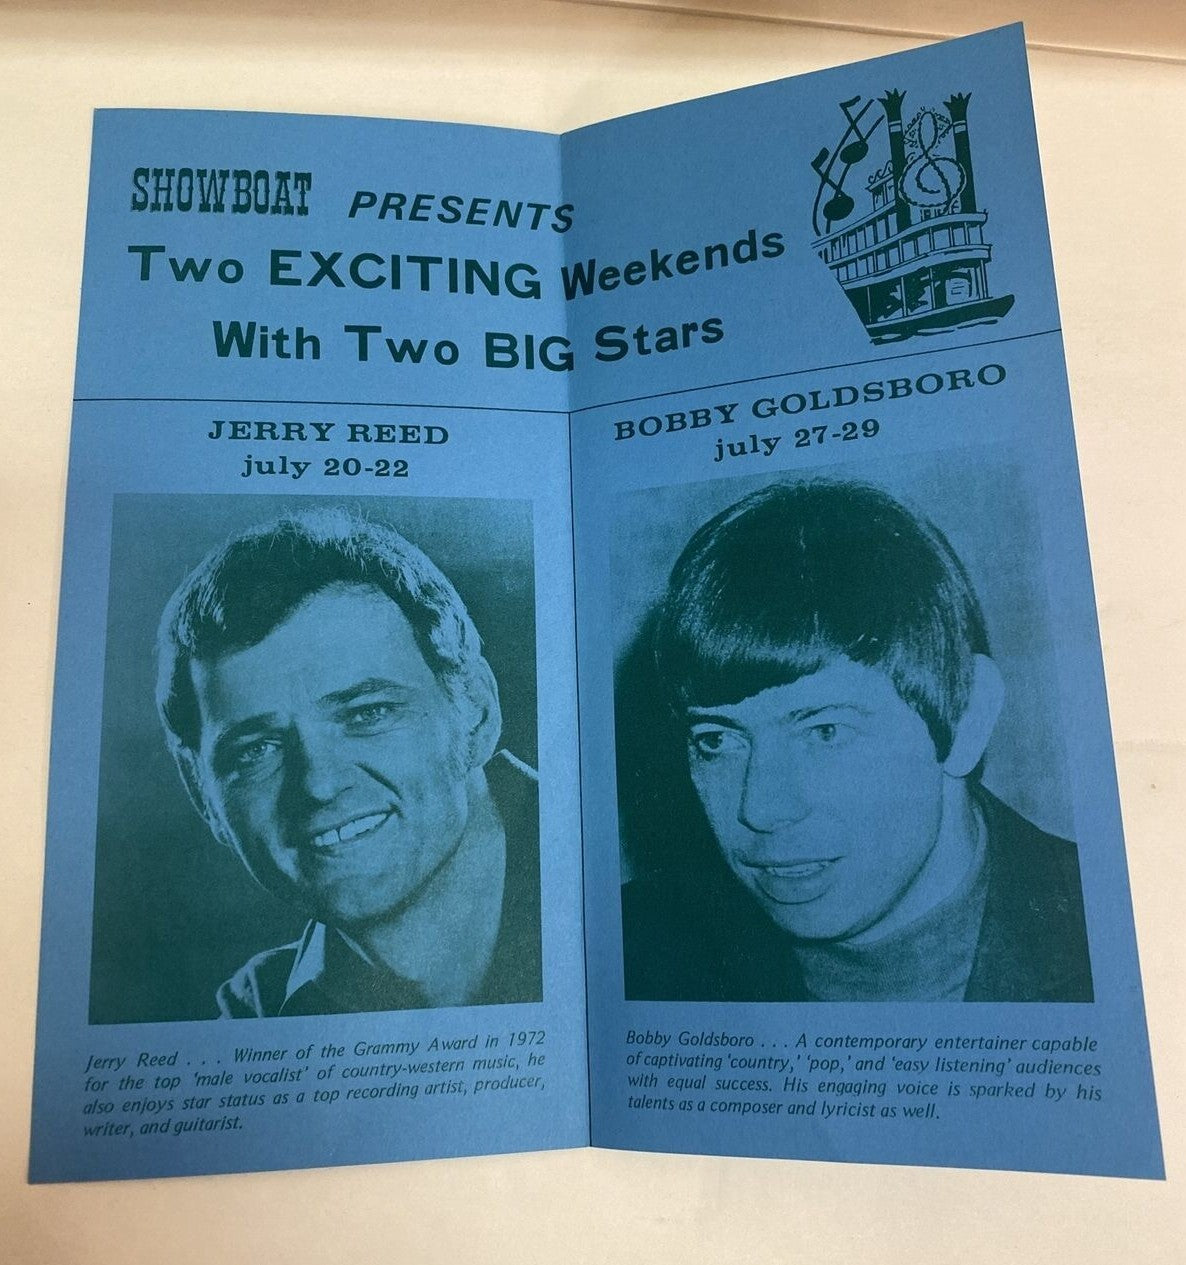 SHOWBOAT PRESENTS
Two EXCITING Weekends
With Two BIG Stars
JERRY REED
july 20-22
BOBBY GOLDSBORO
july 27-29
Jerry Reed . . . Winner of the Grammy Award in 1972
for the top 'male vocalist' of country-western music, he
also enjoys star status as a top recording artist, producer,
writer, and guitarist.
Bobby Goldsboro . . . A contemporary entertainer capable
of captivating 'country,' 'pop,' and 'easy listening' audiences
with equal success. His engaging voice is sparked by his
talents as a composer and lyricist as well.